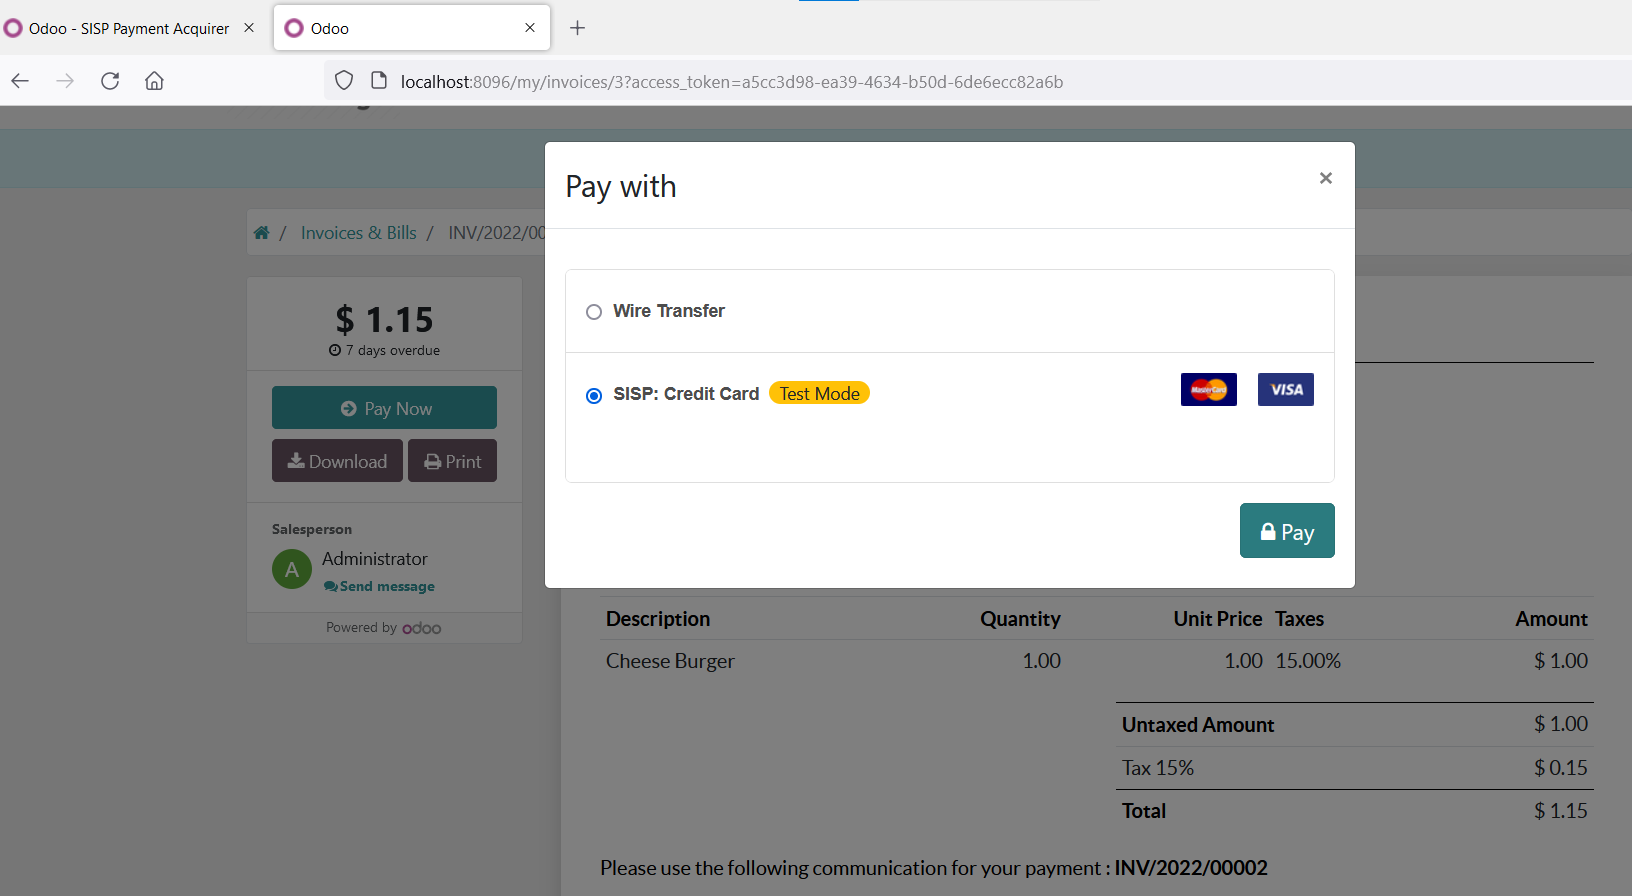 Odoo - SISP Payment Acquirer
Odoo
localhost:8096/my/invoices/3?access_token=a5cc3d98-ea39-4634-b50d-6de6ecc82a6b
Pay with
/ Invoices & Bills / INV/2022/00
Wire Transfer
SISP: Credit Card Test Mode MasterCard VISA
Pay
$ 1.15
7 days overdue
Pay Now
Download Print
Salesperson
A Administrator
Send message
Powered by odoo
Description Quantity Unit Price Taxes Amount
Cheese Burger 1.00 1.00 15.00% $ 1.00
Untaxed Amount $ 1.00
Tax 15% $ 0.15
Total $ 1.15
Please use the following communication for your payment : INV/2022/00002